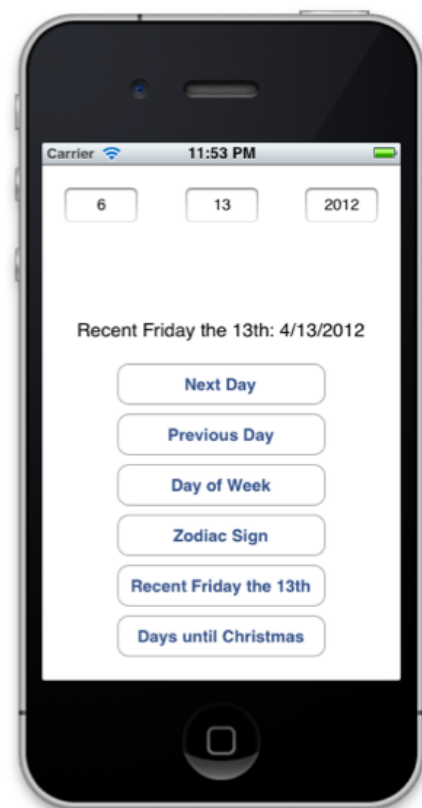 Carrier 11:53 PM
6 13 2012
Recent Friday the 13th: 4/13/2012
Next Day
Previous Day
Day of Week
Zodiac Sign
Recent Friday the 13th
Days until Christmas